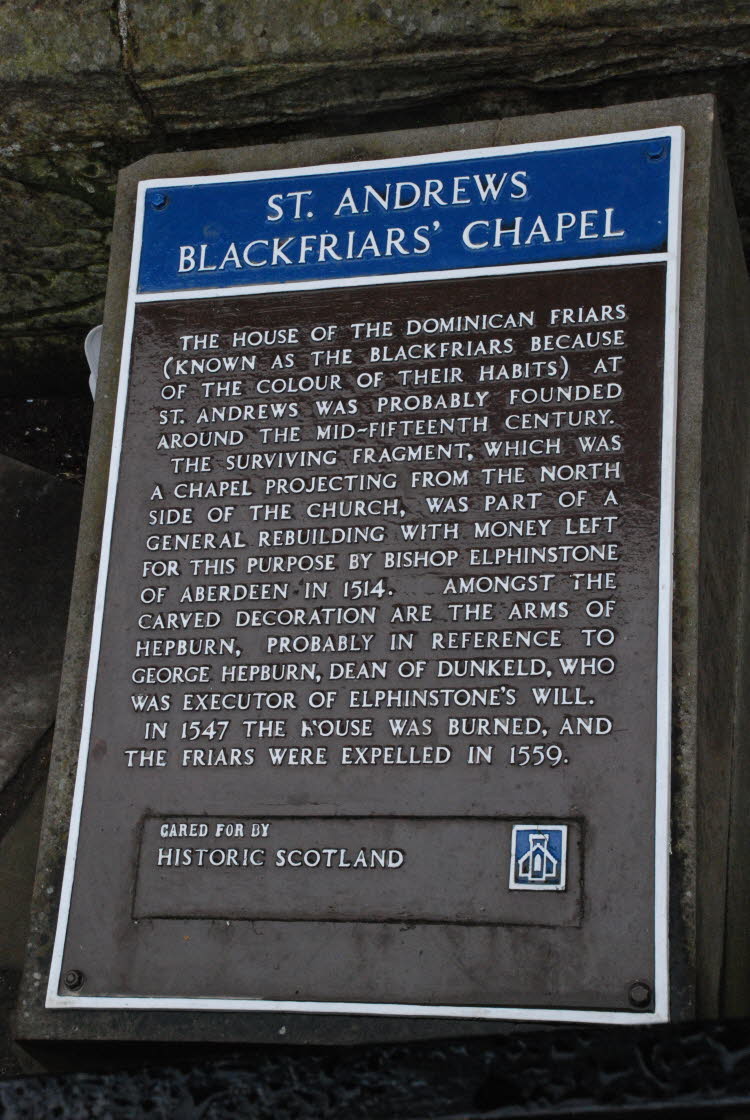 ST. ANDREWS
BLACKFRIARS' CHAPEL
THE HOUSE OF THE DOMINICAN FRIARS
(KNOWN AS THE BLACKFRIARS BECAUSE
OF THE COLOUR OF THEIR HABITS) AT
ST. ANDREWS WAS PROBABLY FOUNDED
AROUND THE MID-FIFTEENTH CENTURY.
THE SURVIVING FRAGMENT, WHICH WAS
A CHAPEL PROJECTING FROM THE NORTH
SIDE OF THE CHURCH, WAS PART OF A
GENERAL REBUILDING WITH MONEY LEFT
FOR THIS PURPOSE BY BISHOP ELPHINSTONE
OF ABERDEEN IN 1514. AMONGST THE
CARVED DECORATION ARE THE ARMS OF
HEPBURN, PROBABLY IN REFERENCE TO
GEORGE HEPBURN, DEAN OF DUNKELD, WHO
WAS EXECUTOR OF ELPHINSTONE'S WILL.
IN 1547 THE HOUSE WAS BURNED, AND
THE FRIARS WERE EXPELLED IN 1559.
CARED FOR BY
HISTORIC SCOTLAND